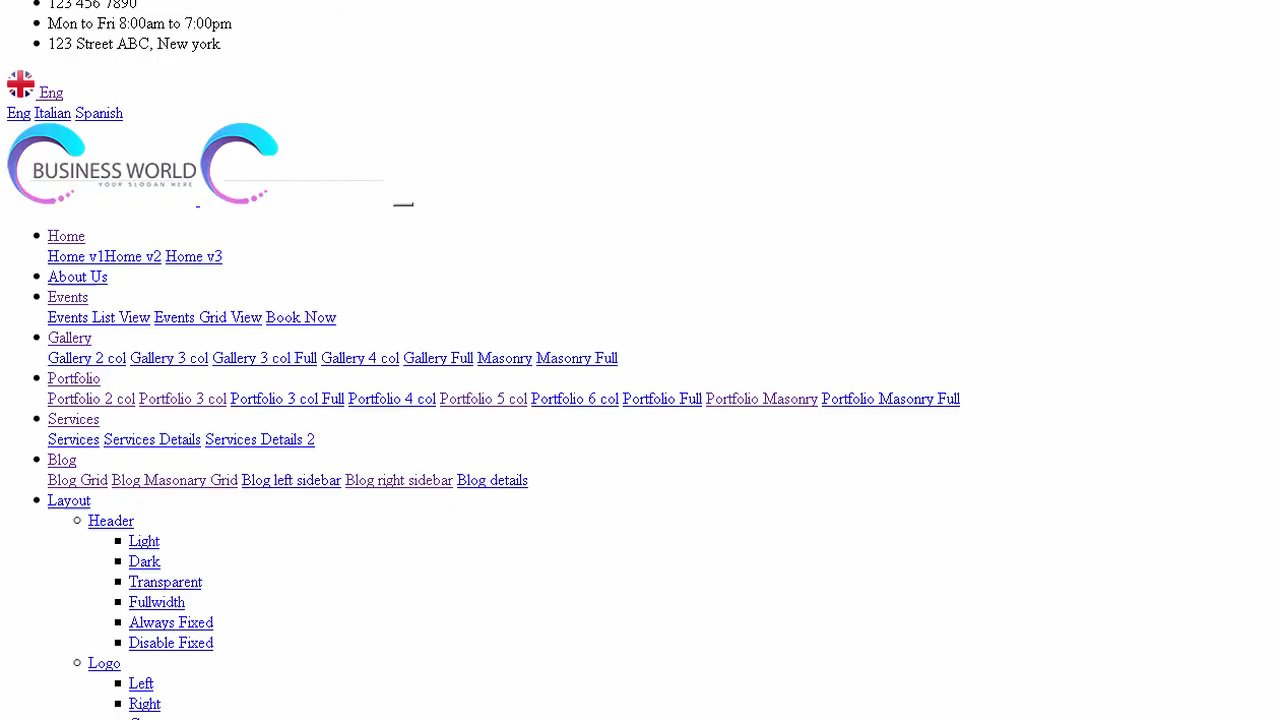 123 456 7890
Mon to Fri 8:00am to 7:00pm
123 Street ABC, New york
Eng
Eng Italian Spanish
BUSINESS WORLD
YOUR SLOGAN HERE
Home
Home v1Home v2 Home v3
About Us
Events
Events List View Events Grid View Book Now
Gallery
Gallery 2 col Gallery 3 col Gallery 3 col Full Gallery 4 col Gallery Full Masonry Masonry Full
Portfolio
Portfolio 2 col Portfolio 3 col Portfolio 3 col Full Portfolio 4 col Portfolio 5 col Portfolio 6 col Portfolio Full Portfolio Masonry Portfolio Masonry Full
Services
Services Services Details Services Details 2
Blog
Blog Grid Blog Masonary Grid Blog left sidebar Blog right sidebar Blog details
Layout
Header
Light
Dark
Transparent
Fullwidth
Always Fixed
Disable Fixed
Logo
Left
Right